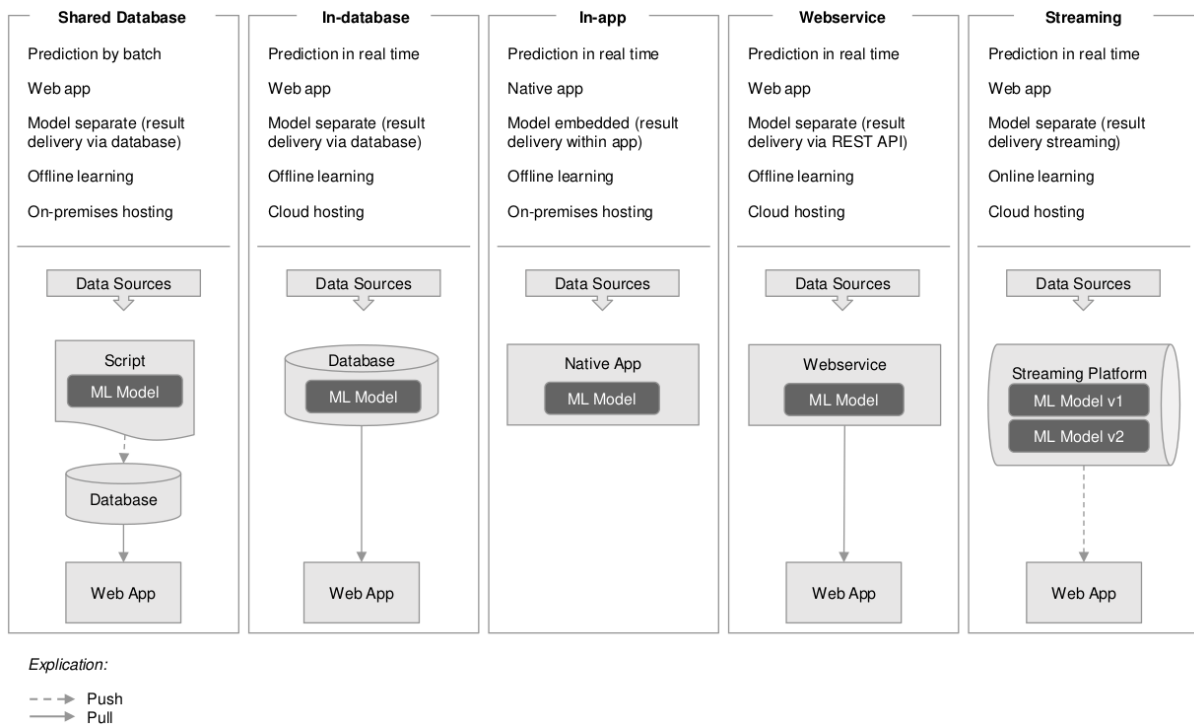 Shared Database
Prediction by batch
Web app
Model separate (result
delivery via database)
Offline learning
On-premises hosting
Data Sources
Script
ML Model
Database
Web App
In-database
Prediction in real time
Web app
Model separate (result
delivery via database)
Offline learning
Cloud hosting
Data Sources
Database
ML Model
Web App
In-app
Prediction in real time
Native app
Model embedded (result
delivery within app)
Offline learning
On-premises hosting
Data Sources
Native App
ML Model
Webservice
Prediction in real time
Web app
Model separate (result
delivery via REST API)
Offline learning
Cloud hosting
Data Sources
Webservice
ML Model
Web App
Streaming
Prediction in real time
Web app
Model separate (result
delivery streaming)
Online learning
Cloud hosting
Data Sources
Streaming Platform
ML Model v1
ML Model v2
Web App
Explication:
Push
Pull